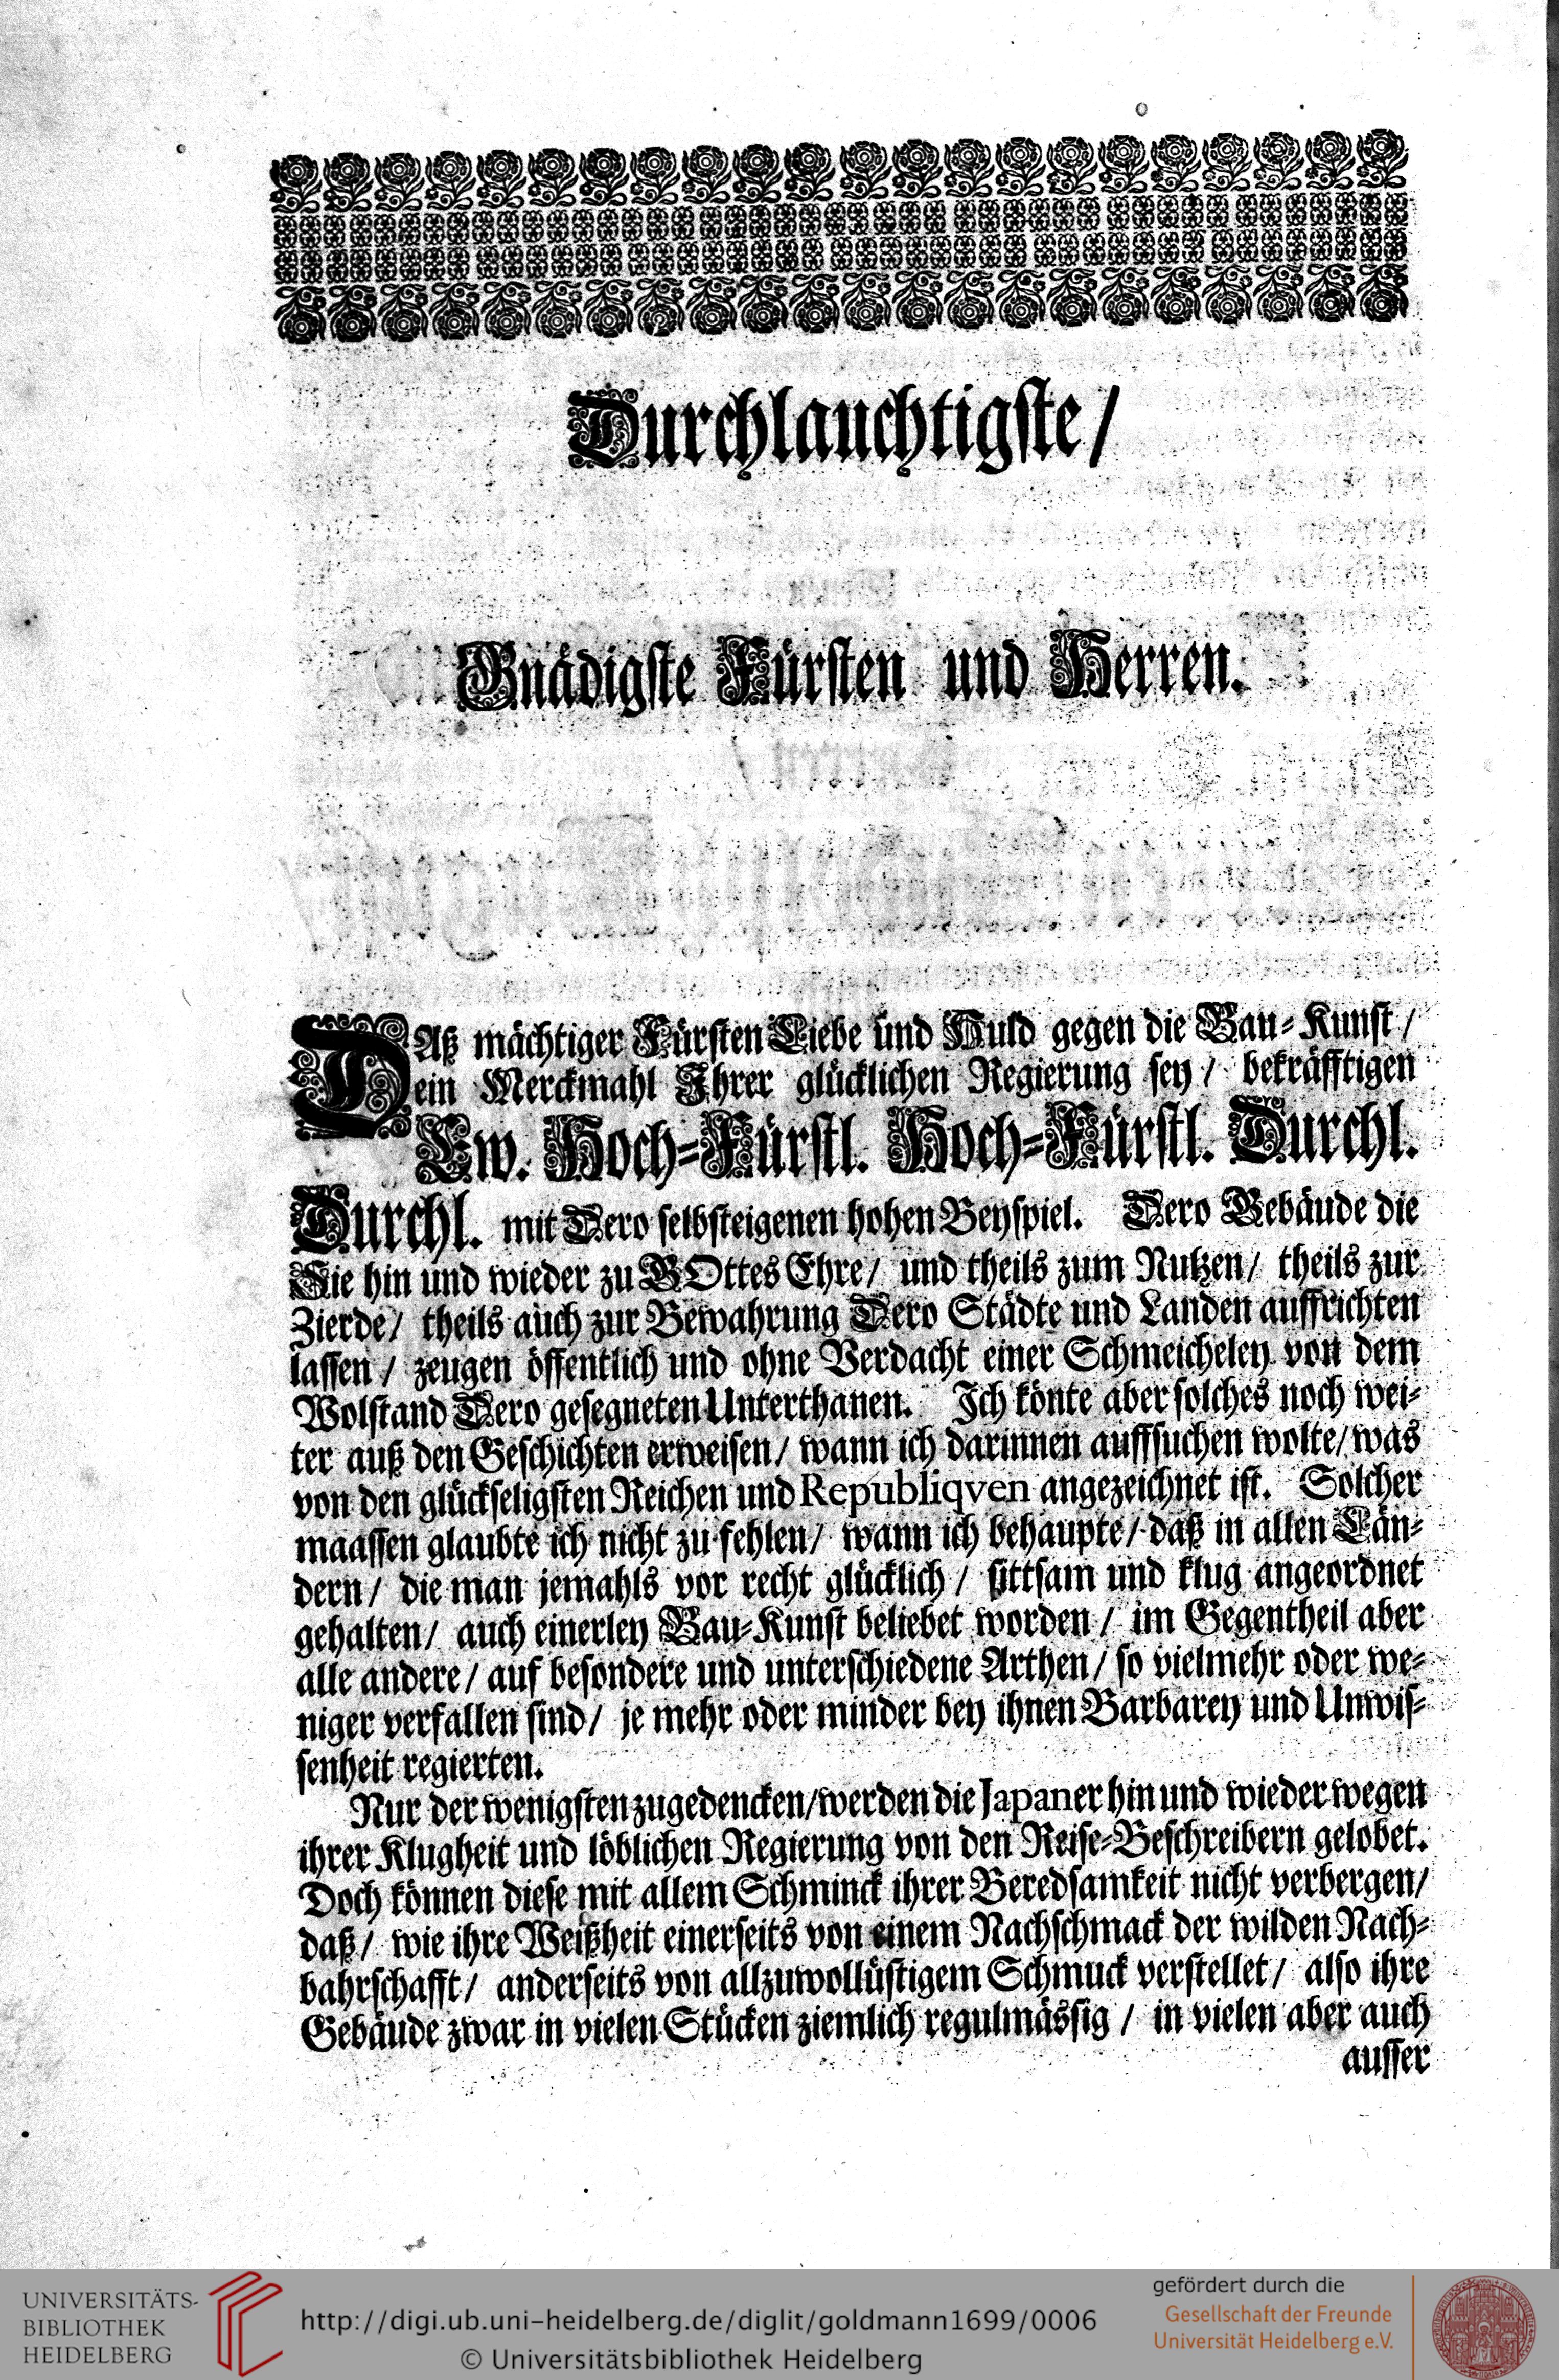 Durchlauchtigste/
Gnädigste Fürsten und Herren.
DAß mächtiger Fürsten Liebe und Huld gegen die Bau-Kunst/
ein Merckmahl Ihrer glücklichen Regierung sey/ bekräfftigen
Ew. Hoch-Fürstl. Hoch-Fürstl. Durchl.
Durchl. mit Dero selbsteigenen hohen Beyspiel. Dero Gebäude die
Sie hin und wieder zu GOttes Ehre/ und theils zum Nutzen/ theils zur
Zierde/ theils auch zur Bewahrung Dero Städte und Landen auffrichten
lassen/ zeugen öffentlich und ohne Verdacht einer Schmeicheley von dem
Wolstand Dero gesegneten Unterthanen. Ich könte aber solches noch wei-
ter auß den Geschichten erweisen/ wann ich darinnen auffsuchen wolte/ was
von den glückseligsten Reichen und Republiqven angezeichnet ist. Solcher
maassen glaubte ich nicht zu fehlen/ wann ich behaupte/ daß in allen Län-
dern/ die man jemahls vor recht glücklich/ sittsam und klug angeordnet
gehalten/ auch einerley Bau-Kunst beliebet worden/ im Gegentheil aber
alle andere/ auf besondere und unterschiedene Arthen/ so vielmehr oder we-
niger verfallen sind/ je mehr oder minder bey ihnen Barbarey und Unwis-
senheit regierten.
Nur der wenigsten zugedencken/ werden die Japaner hin und wieder wegen
ihrer Klugheit und löblichen Regierung von den Reise-Beschreibern gelobet.
Doch können diese mit allem Schminck ihrer Beredsamkeit nicht verbergen/
daß/ wie ihre Weißheit einerseits von einem Nachschmack der wilden Nach-
bahrschafft/ anderseits von allzuwollüstigem Schmuck verstellet/ also ihre
Gebäude zwar in vielen Stücken ziemlich regulmässig/ in vielen aber auch
ausser
UNIVERSITÄTS-
BIBLIOTHEK
HEIDELBERG
http://digi.ub.uni-heidelberg.de/diglit/goldmann1699/0006
© Universitätsbibliothek Heidelberg
gefördert durch die
Gesellschaft der Freunde
Universität Heidelberg e.V.